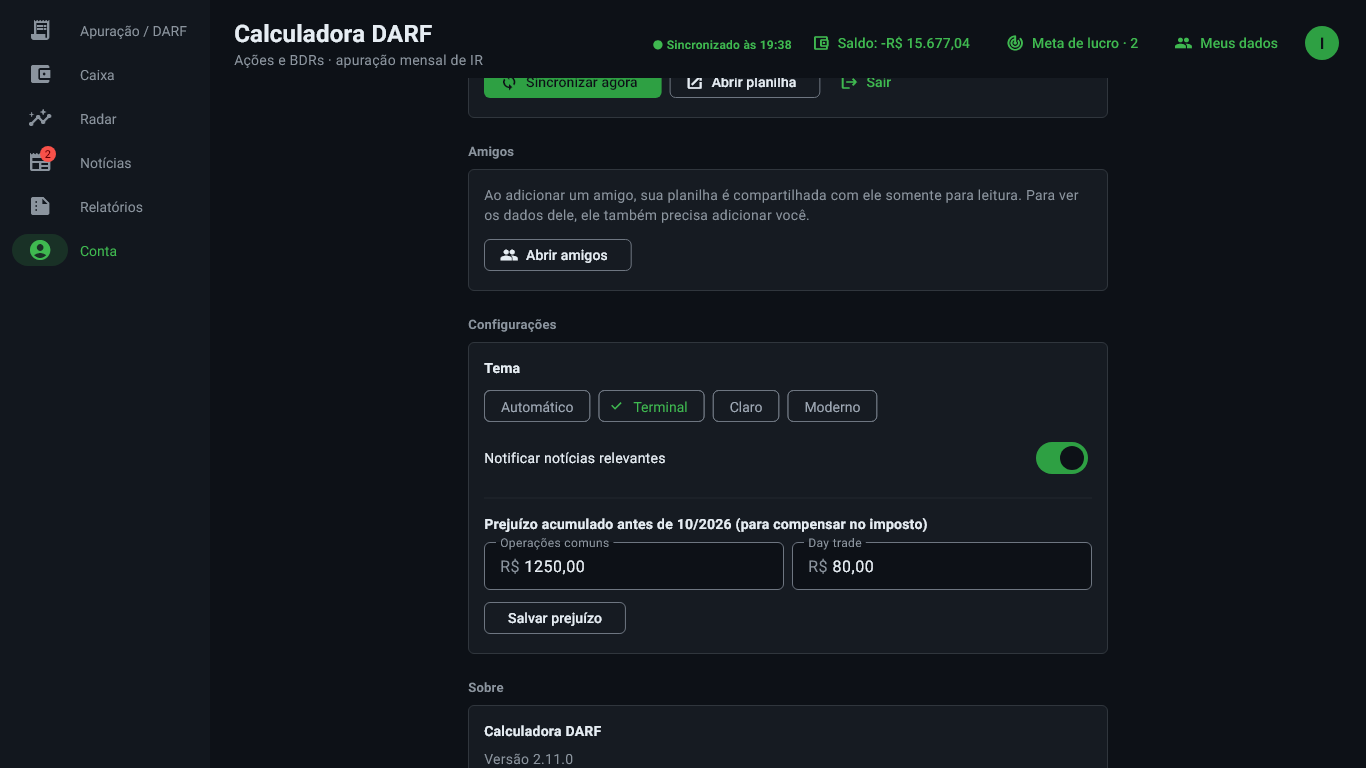 Apuração / DARF
Caixa
Radar
2
Notícias
Relatórios
Conta
Calculadora DARF
Ações e BDRs · apuração mensal de IR
Sincronizado às 19:38
Saldo: -R$ 15.677,04
Meta de lucro · 2
Meus dados
I
Sincronizar agora
Abrir planilha
Sair
Amigos
Ao adicionar um amigo, sua planilha é compartilhada com ele somente para leitura. Para ver
os dados dele, ele também precisa adicionar você.
Abrir amigos
Configurações
Tema
Automático
Terminal
Claro
Moderno
Notificar notícias relevantes
Prejuízo acumulado antes de 10/2026 (para compensar no imposto)
Operações comuns
R$ 1250,00
Day trade
R$ 80,00
Salvar prejuízo
Sobre
Calculadora DARF
Versão 2.11.0